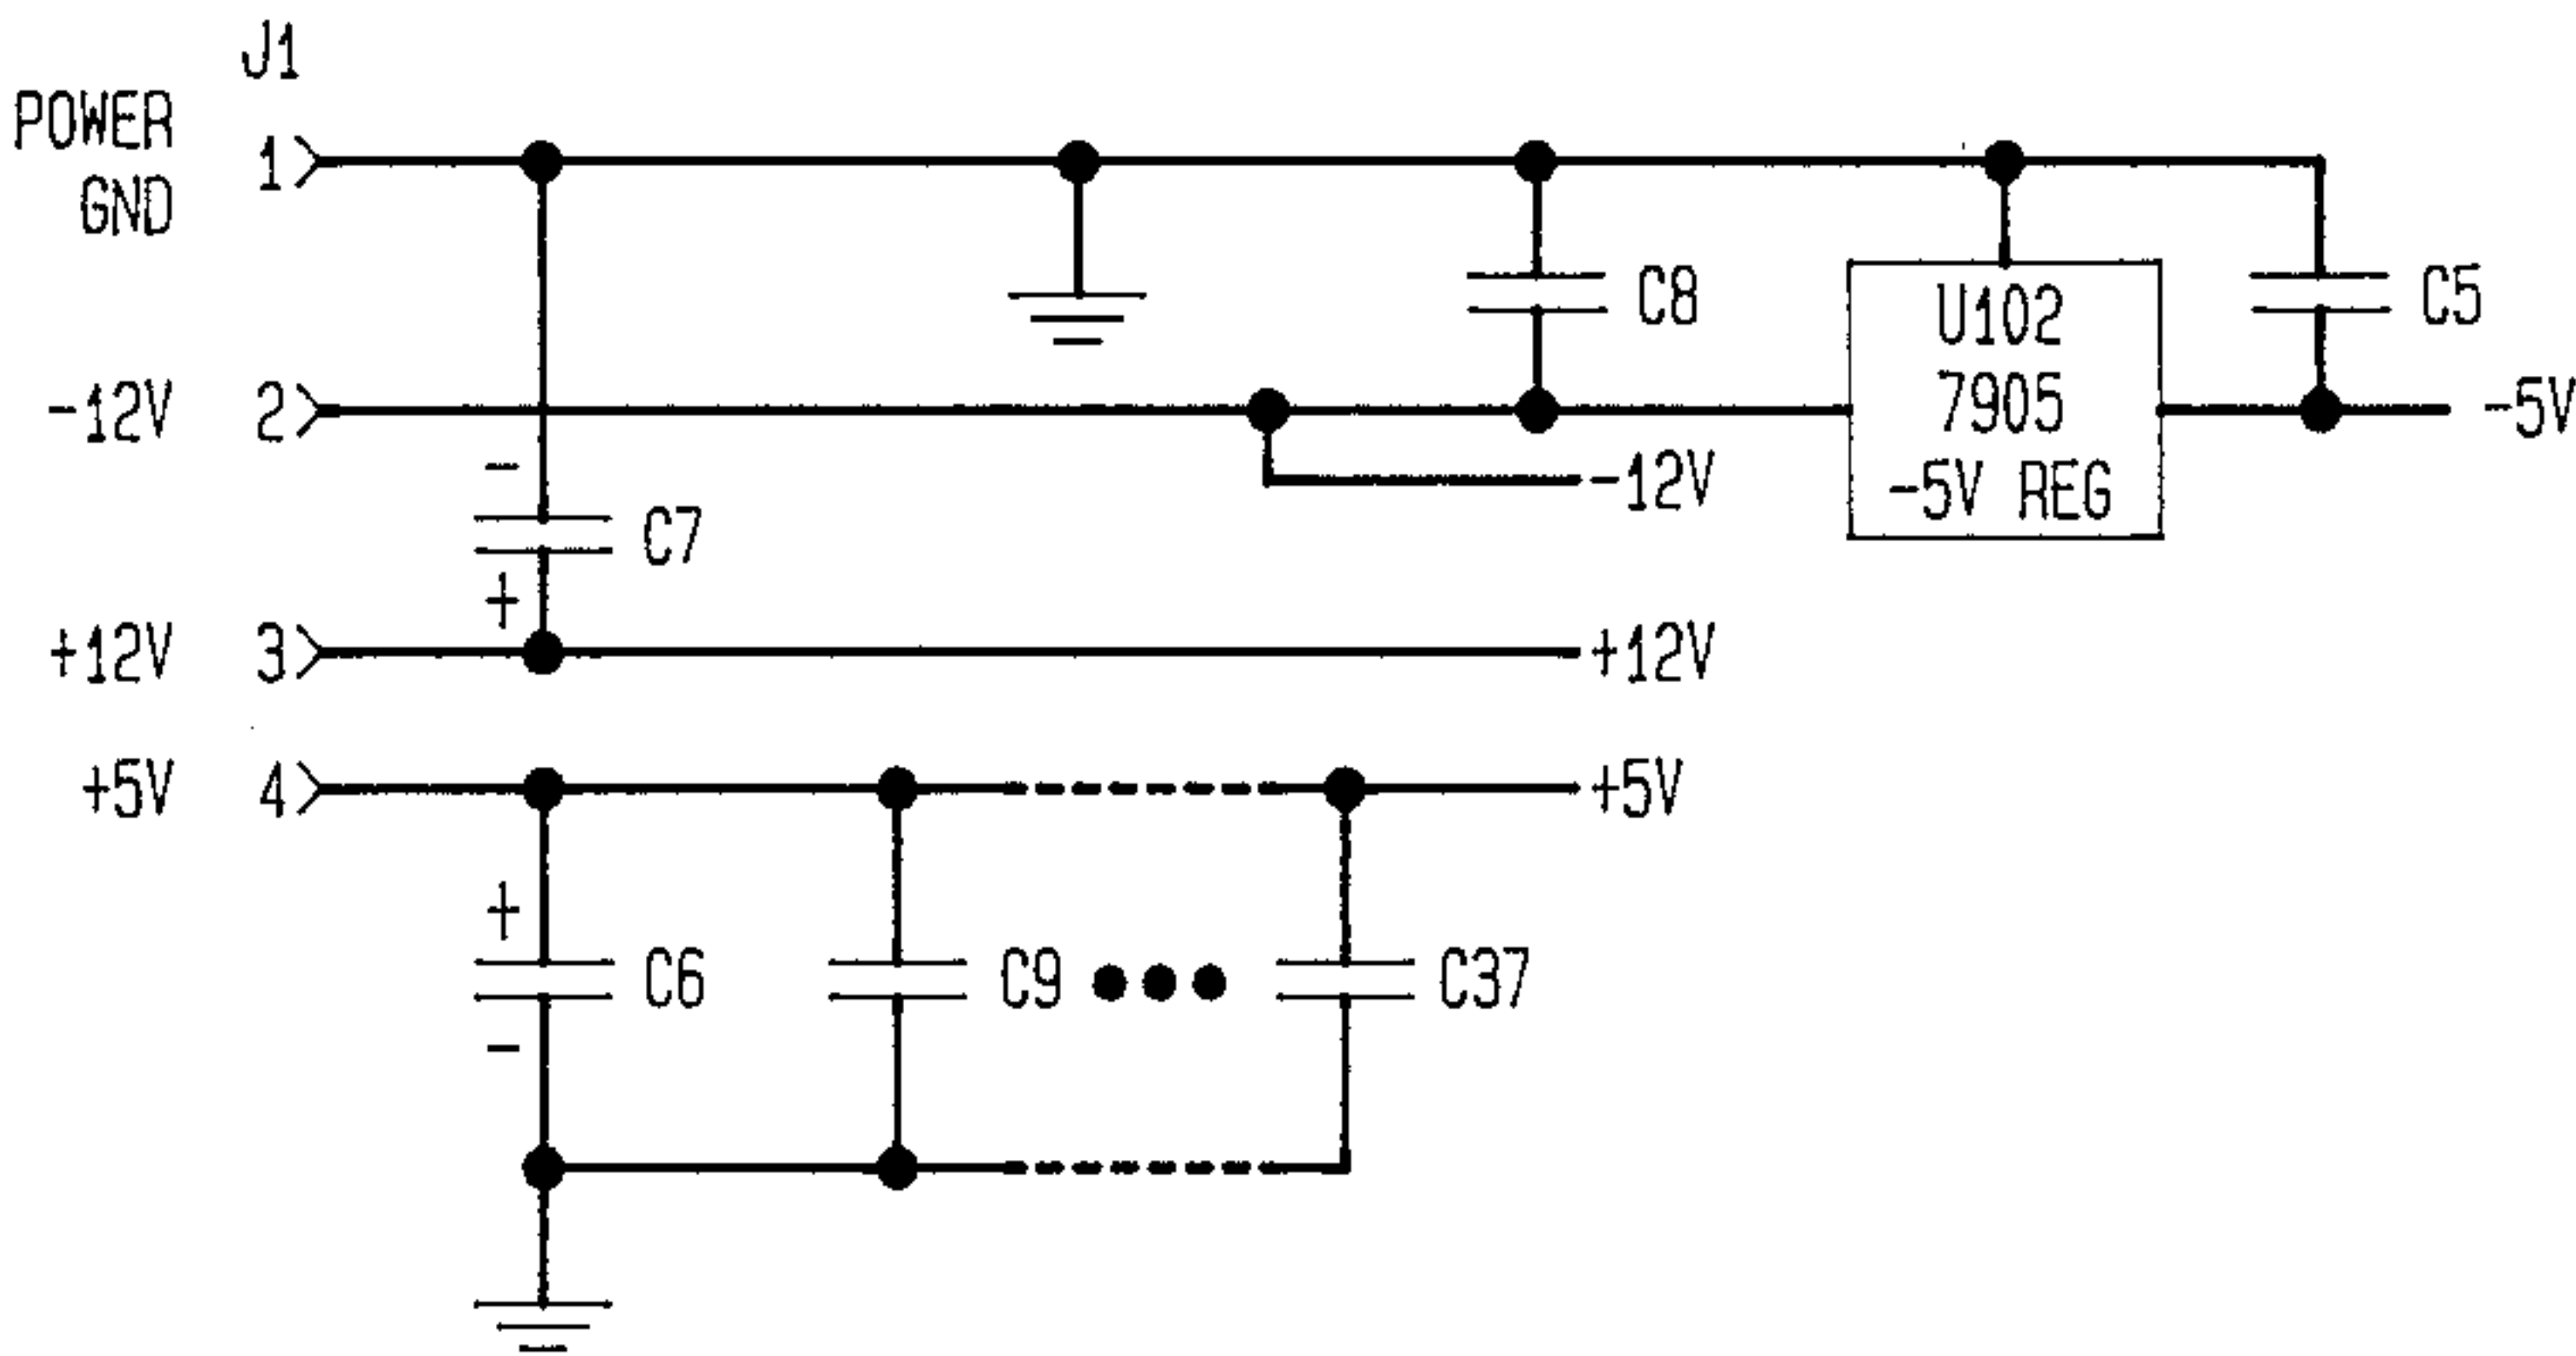 J1
POWER
GND
1
C8
C5
U102
7905
-5V REG
-12V
2
-5V
-12V
-
C7
+
+12V
3
+12V
+5V
4
+5V
+
C6
C9
C37
-